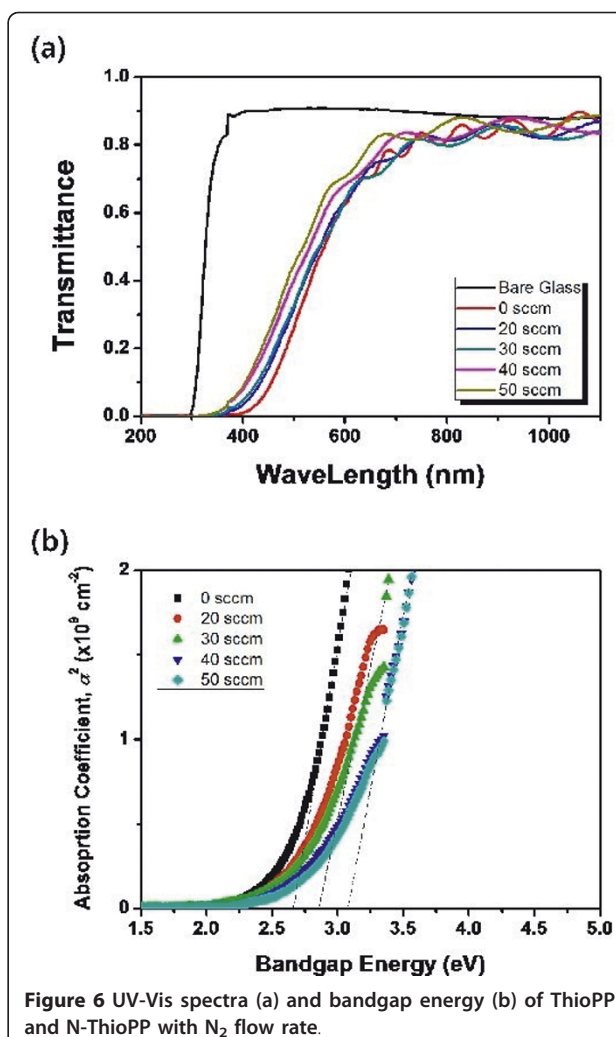 (a)
1.0
0.8
0.6
0.4
0.2
0.0
Transmittance
Bare Glass
0 sccm
20 sccm
30 sccm
40 sccm
50 sccm
200 400 600 800 1000
WaveLength (nm)
(b)
2
1
0
Absoprtion Coefficient, α² (x10⁹ cm⁻²)
0 sccm
20 sccm
30 sccm
40 sccm
50 sccm
1.5 2.0 2.5 3.0 3.5 4.0 4.5 5.0
Bandgap Energy (eV)
Figure 6 UV-Vis spectra (a) and bandgap energy (b) of ThioPP
and N-ThioPP with N₂ flow rate.